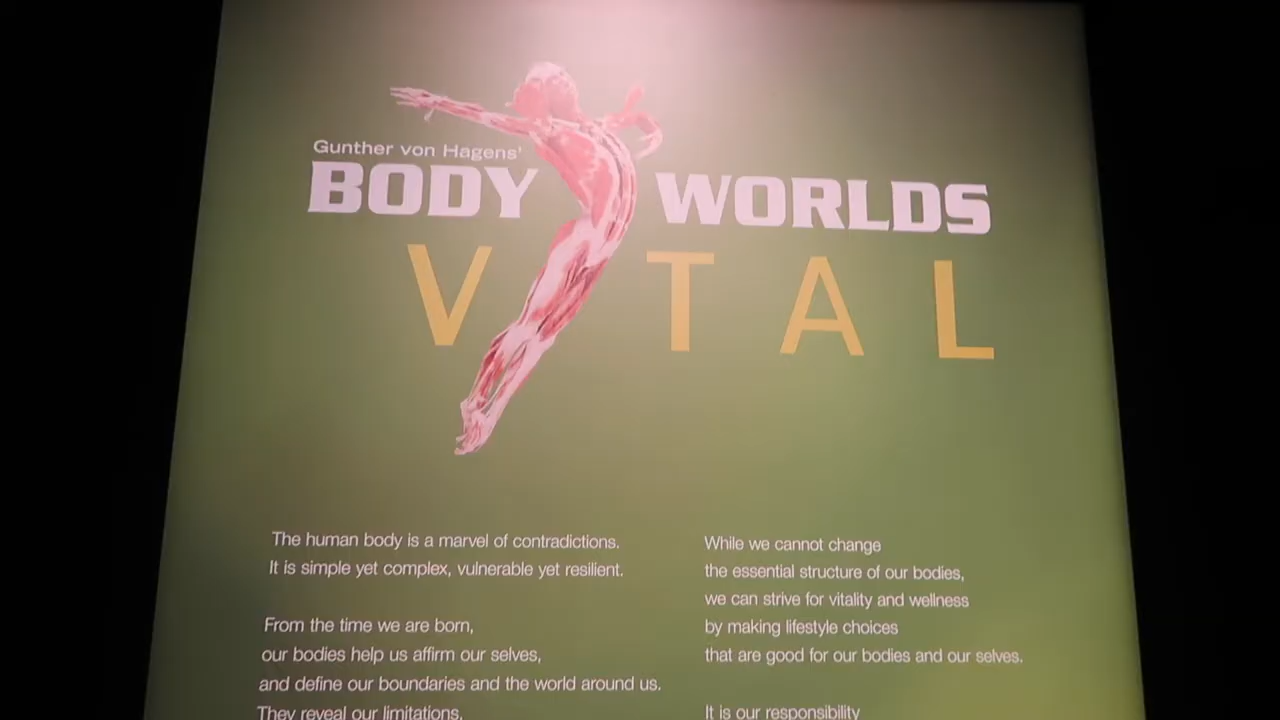 Gunther von Hagens'
BODY WORLDS
V TAL
The human body is a marvel of contradictions.
It is simple yet complex, vulnerable yet resilient.
From the time we are born,
our bodies help us affirm our selves,
and define our boundaries and the world around us.
They reveal our limitations,
While we cannot change
the essential structure of our bodies,
we can strive for vitality and wellness
by making lifestyle choices
that are good for our bodies and our selves.
It is our responsibility